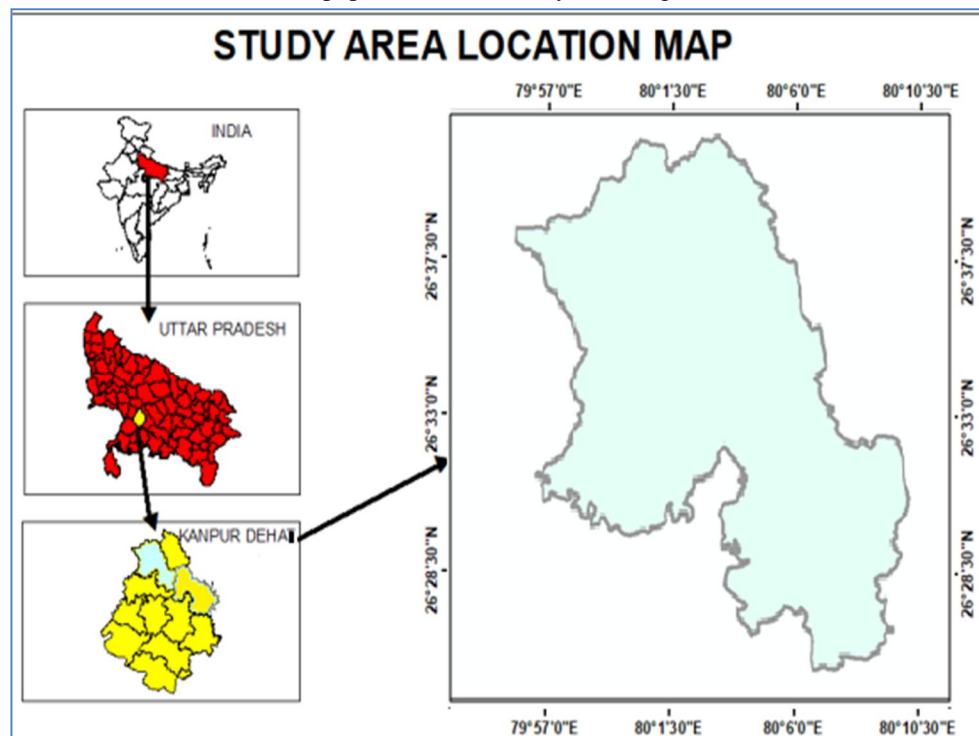 STUDY AREA LOCATION MAP
INDIA
UTTAR PRADESH
KANPUR DEHAT
79°57'0"E 80°1'30"E 80°6'0"E 80°10'30"E
26°37'30"N
26°33'0"N
26°28'30"N
26°37'30"N
26°33'0"N
26°28'30"N
79°57'0"E 80°1'30"E 80°6'0"E 80°10'30"E